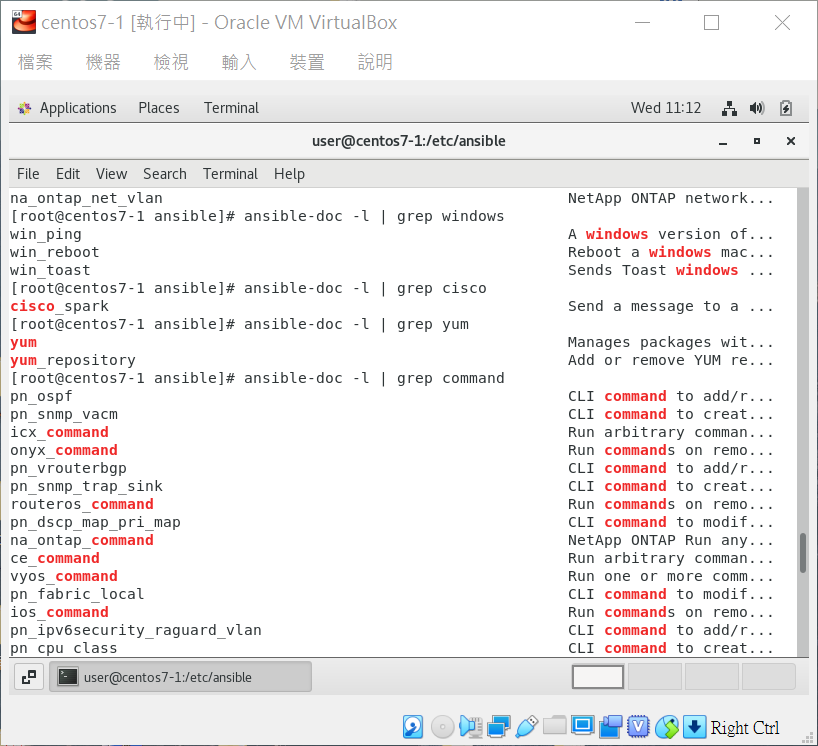 centos7-1 [執行中] - Oracle VM VirtualBox
檔案 機器 檢視 輸入 裝置 說明
Applications Places Terminal Wed 11:12
user@centos7-1:/etc/ansible
File Edit View Search Terminal Help
na_ontap_net_vlan NetApp ONTAP network...
[root@centos7-1 ansible]# ansible-doc -l | grep windows
win_ping A windows version of...
win_reboot Reboot a windows mac...
win_toast Sends Toast windows ...
[root@centos7-1 ansible]# ansible-doc -l | grep cisco
cisco_spark Send a message to a ...
[root@centos7-1 ansible]# ansible-doc -l | grep yum
yum Manages packages wit...
yum_repository Add or remove YUM re...
[root@centos7-1 ansible]# ansible-doc -l | grep command
pn_ospf CLI command to add/r...
pn_snmp_vacm CLI command to creat...
icx_command Run arbitrary comman...
onyx_command Run commands on remo...
pn_vrouterbgp CLI command to add/r...
pn_snmp_trap_sink CLI command to creat...
routeros_command Run commands on remo...
pn_dscp_map_pri_map CLI command to modif...
na_ontap_command NetApp ONTAP Run any...
ce_command Run arbitrary comman...
vyos_command Run one or more comm...
pn_fabric_local CLI command to modif...
ios_command Run commands on remo...
pn_ipv6security_raguard_vlan CLI command to add/r...
pn_cpu_class CLI command to creat...
user@centos7-1:/etc/ansible
Right Ctrl